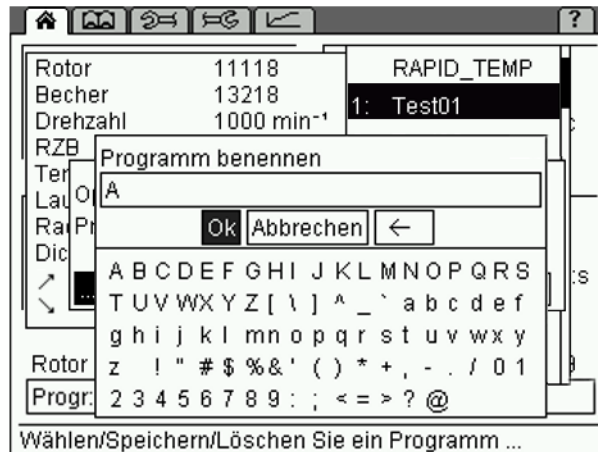 ?
Rotor 11118
Becher 13218
Drehzahl 1000 min⁻¹
RZB
RAPID_TEMP
1: Test01
Programm benennen
A
Ok Abbrechen ←
A B C D E F G H I J K L M N O P Q R S
T U V W X Y Z [ \ ] ^ _ ` a b c d e f
g h i j k l m n o p q r s t u v w x y
z ! " # $ % & ' ( ) * + , - . / 0 1
2 3 4 5 6 7 8 9 : ; < = > ? @
Rotor
Progr:
Wählen/Speichern/Löschen Sie ein Programm ...